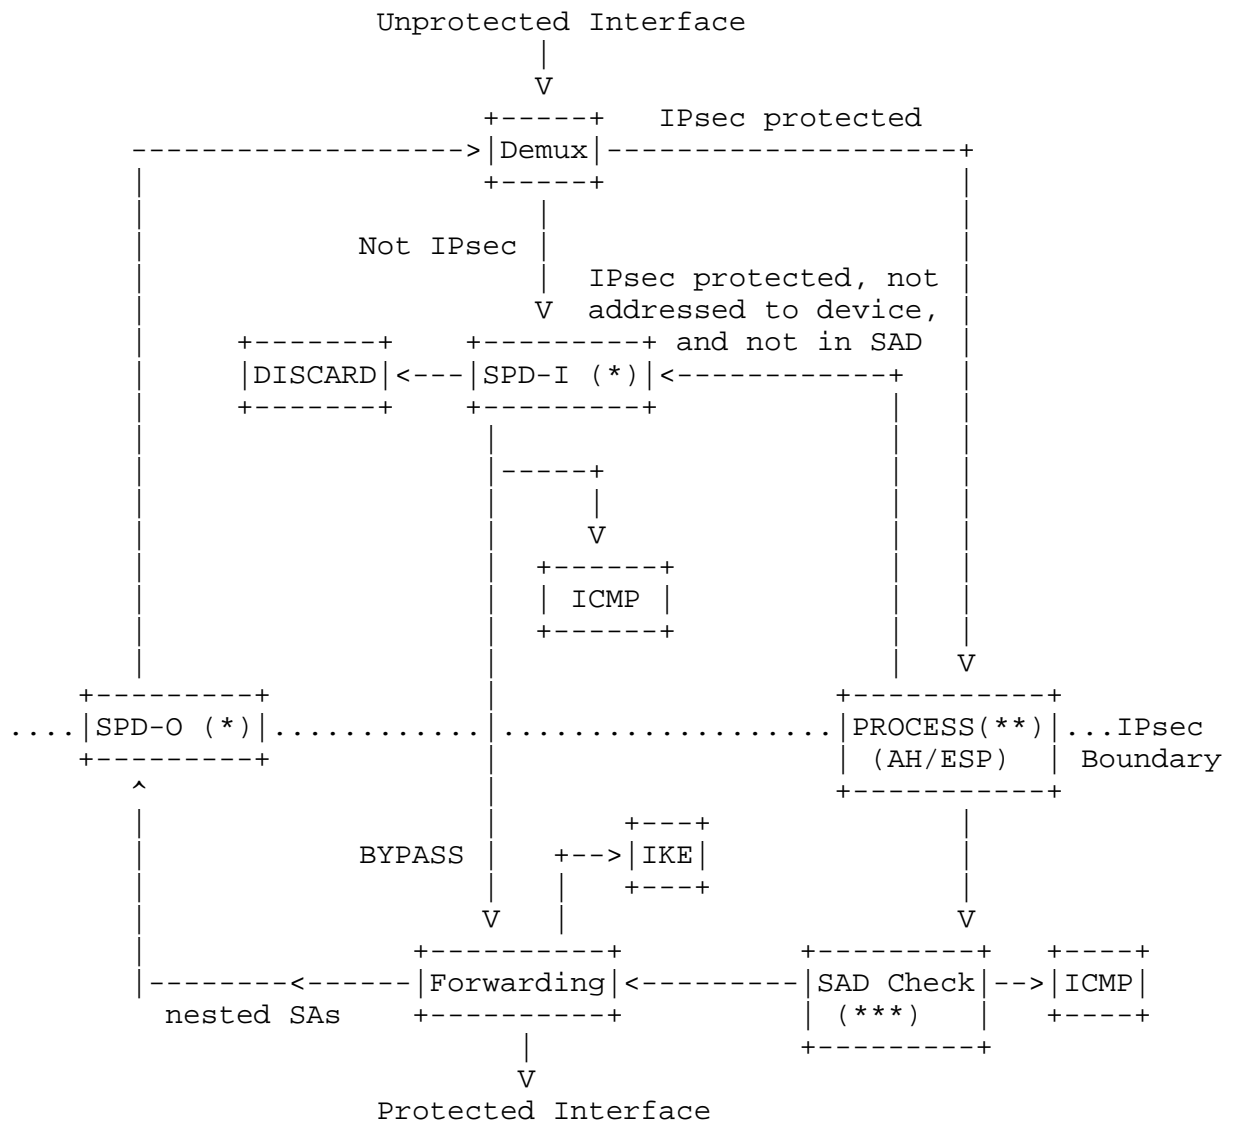 Unprotected Interface
IPsec protected
Demux
Not IPsec
IPsec protected, not
addressed to device,
and not in SAD
DISCARD
SPD-I (*)
ICMP
SPD-O (*)
PROCESS(**)
(AH/ESP)
...IPsec
Boundary
BYPASS
IKE
Forwarding
SAD Check
(***)
ICMP
nested SAs
Protected Interface